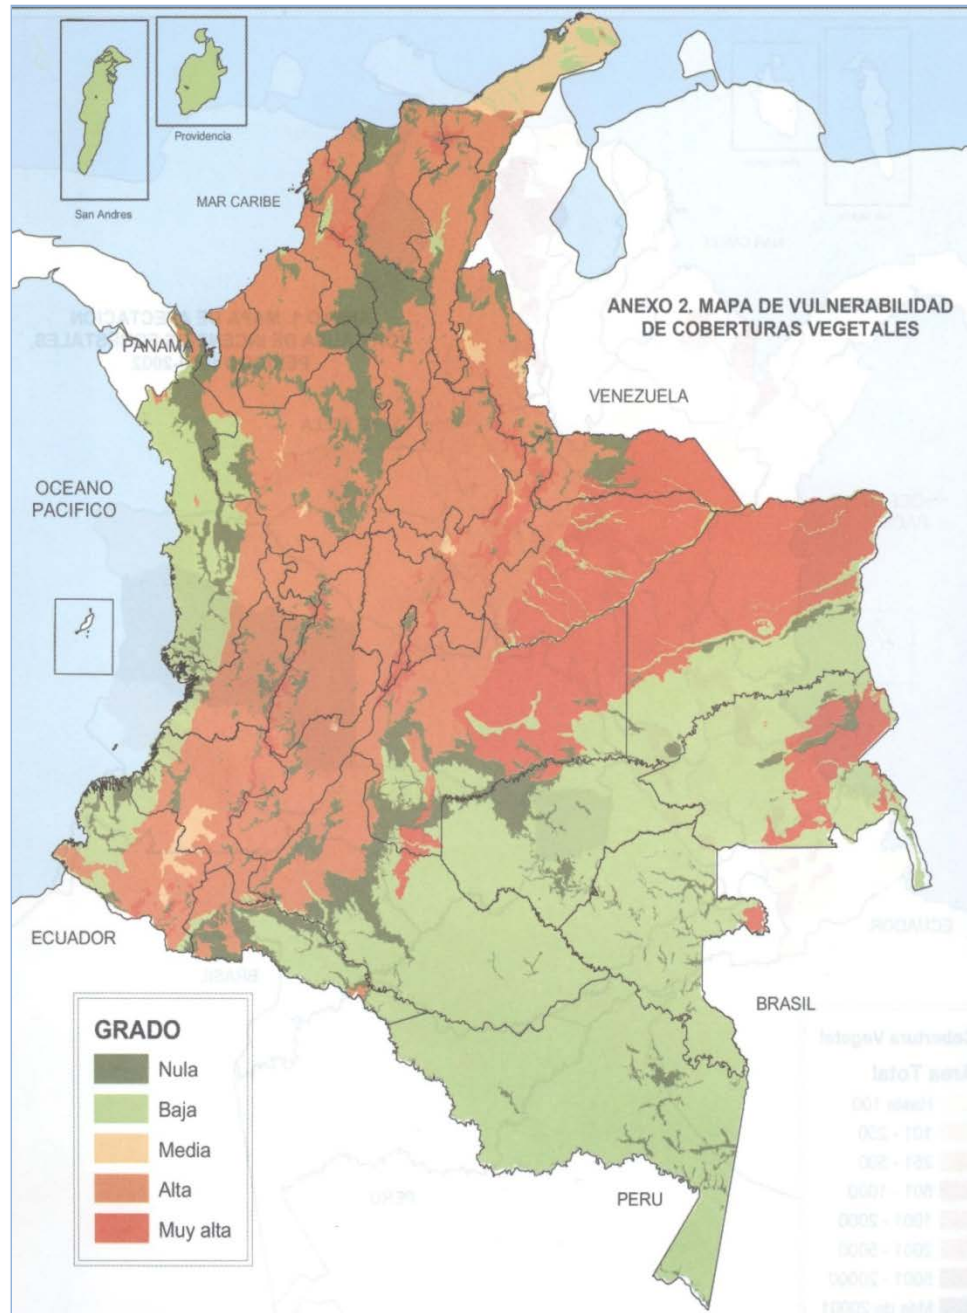 San Andres
Providencia
MAR CARIBE
ANEXO 2. MAPA DE VULNERABILIDAD
DE COBERTURAS VEGETALES
PANAMA
VENEZUELA
OCEANO
PACIFICO
ECUADOR
BRASIL
PERU
GRADO
Nula
Baja
Media
Alta
Muy alta